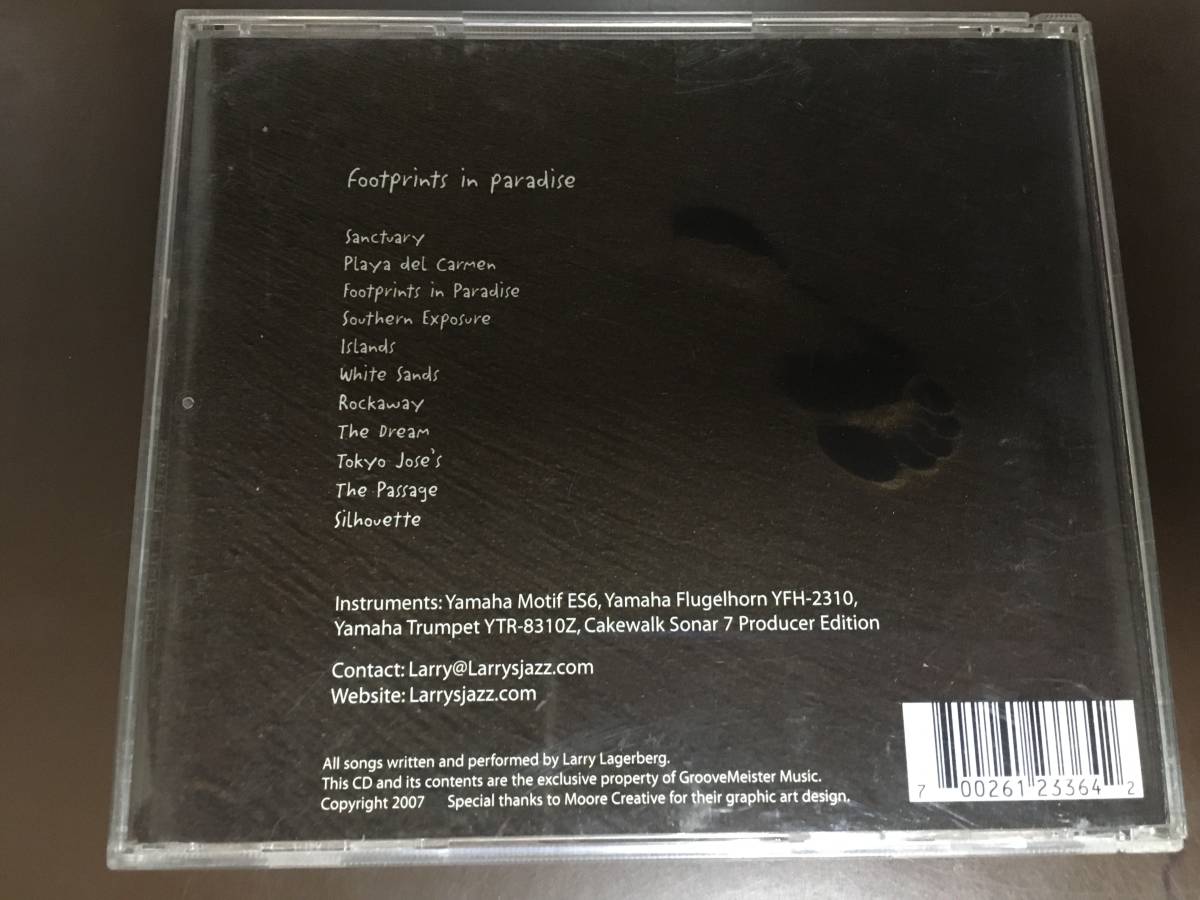 Footprints in paradise
Sanctuary
Playa del Carmen
Footprints in Paradise
Southern Exposure
Islands
White Sands
Rockaway
The Dream
Tokyo Jose's
The Passage
Silhouette
Instruments: Yamaha Motif ES6, Yamaha Flugelhorn YFH-2310,
Yamaha Trumpet YTR-8310Z, Cakewalk Sonar 7 Producer Edition
Contact: Larry@Larrysjazz.com
Website: Larrysjazz.com
All songs written and performed by Larry Lagerberg.
This CD and its contents are the exclusive property of GrooveMeister Music.
Copyright 2007 Special thanks to Moore Creative for their graphic art design.
7 00261 23364 2